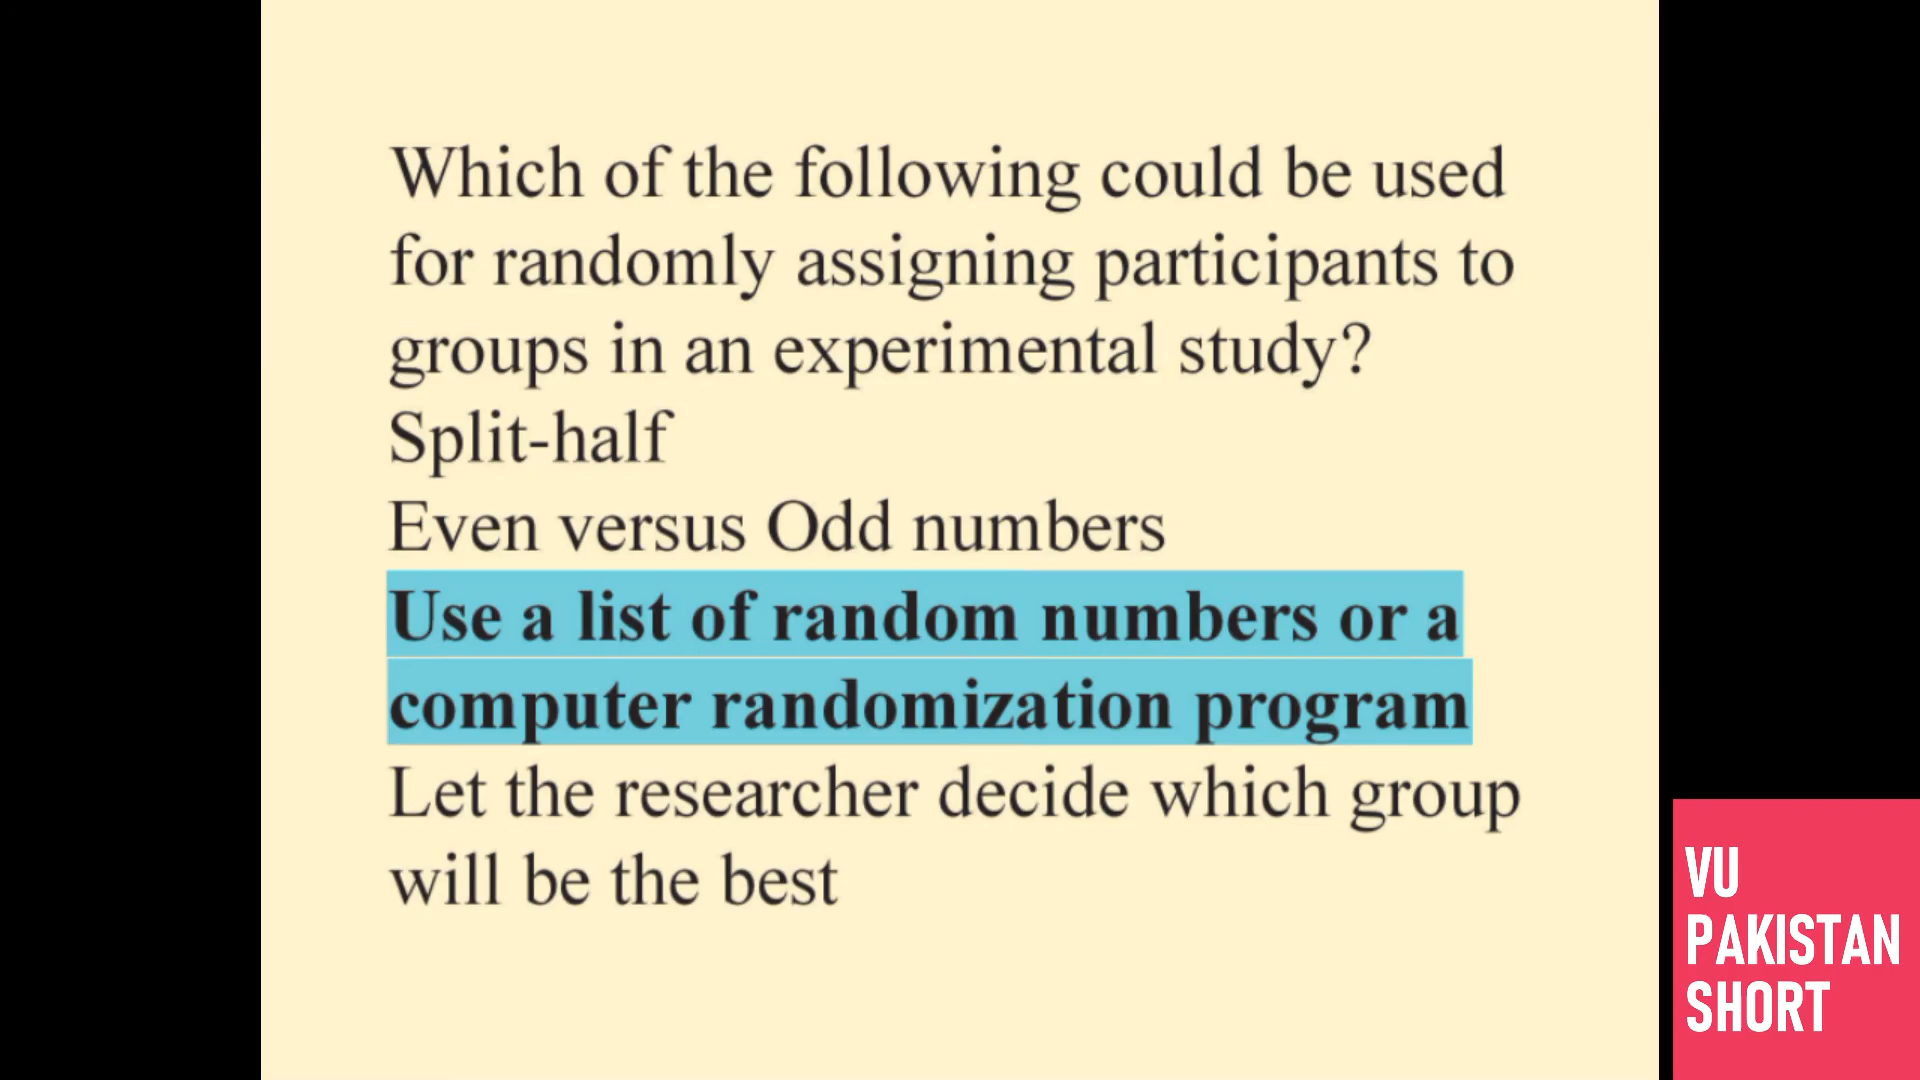 Which of the following could be used
for randomly assigning participants to
groups in an experimental study?
Split-half
Even versus Odd numbers
Use a list of random numbers or a
computer randomization program
Let the researcher decide which group
will be the best
VU
PAKISTAN
SHORT